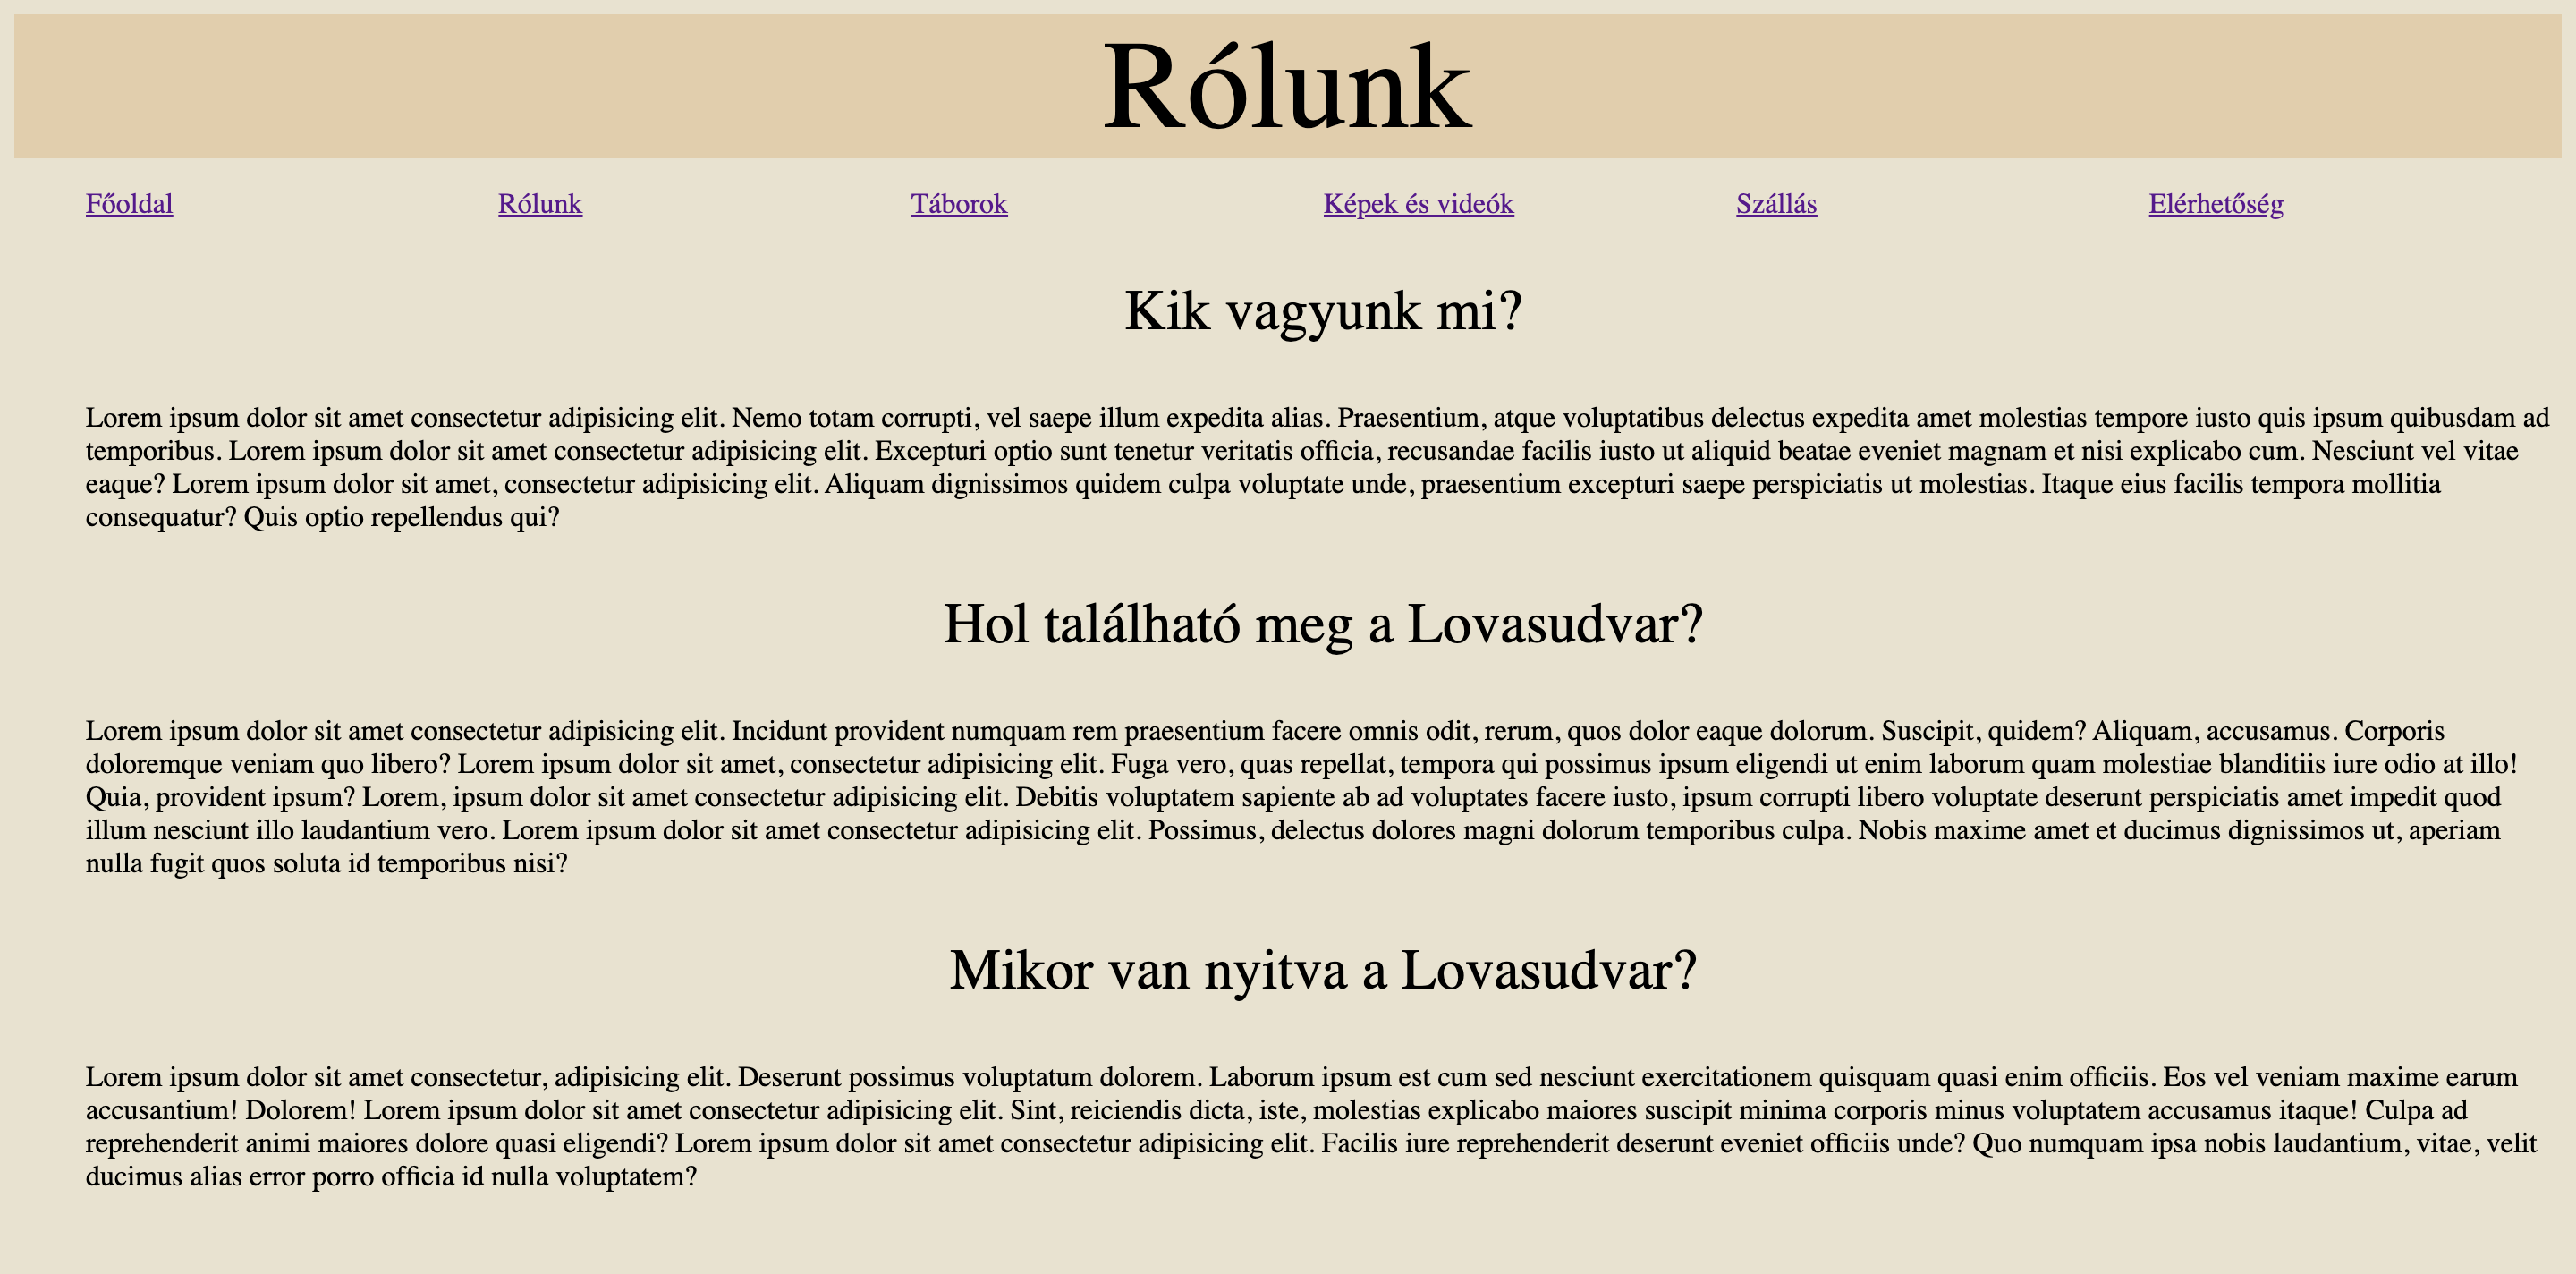 Rólunk
Főoldal Rólunk Táborok Képek és videók Szállás Elérhetőség
Kik vagyunk mi?
Lorem ipsum dolor sit amet consectetur adipisicing elit. Nemo totam corrupti, vel saepe illum expedita alias. Praesentium, atque voluptatibus delectus expedita amet molestias tempore iusto quis ipsum quibusdam ad
temporibus. Lorem ipsum dolor sit amet consectetur adipisicing elit. Excepturi optio sunt tenetur veritatis officia, recusandae facilis iusto ut aliquid beatae eveniet magnam et nisi explicabo cum. Nesciunt vel vitae
eaque? Lorem ipsum dolor sit amet, consectetur adipisicing elit. Aliquam dignissimos quidem culpa voluptate unde, praesentium excepturi saepe perspiciatis ut molestias. Itaque eius facilis tempora mollitia
consequatur? Quis optio repellendus qui?
Hol található meg a Lovasudvar?
Lorem ipsum dolor sit amet consectetur adipisicing elit. Incidunt provident numquam rem praesentium facere omnis odit, rerum, quos dolor eaque dolorum. Suscipit, quidem? Aliquam, accusamus. Corporis
doloremque veniam quo libero? Lorem ipsum dolor sit amet, consectetur adipisicing elit. Fuga vero, quas repellat, tempora qui possimus ipsum eligendi ut enim laborum quam molestiae blanditiis iure odio at illo!
Quia, provident ipsum? Lorem, ipsum dolor sit amet consectetur adipisicing elit. Debitis voluptatem sapiente ab ad voluptates facere iusto, ipsum corrupti libero voluptate deserunt perspiciatis amet impedit quod
illum nesciunt illo laudantium vero. Lorem ipsum dolor sit amet consectetur adipisicing elit. Possimus, delectus dolores magni dolorum temporibus culpa. Nobis maxime amet et ducimus dignissimos ut, aperiam
nulla fugit quos soluta id temporibus nisi?
Mikor van nyitva a Lovasudvar?
Lorem ipsum dolor sit amet consectetur, adipisicing elit. Deserunt possimus voluptatum dolorem. Laborum ipsum est cum sed nesciunt exercitationem quisquam quasi enim officiis. Eos vel veniam maxime earum
accusantium! Dolorem! Lorem ipsum dolor sit amet consectetur adipisicing elit. Sint, reiciendis dicta, iste, molestias explicabo maiores suscipit minima corporis minus voluptatem accusamus itaque! Culpa ad
reprehenderit animi maiores dolore quasi eligendi? Lorem ipsum dolor sit amet consectetur adipisicing elit. Facilis iure reprehenderit deserunt eveniet officiis unde? Quo numquam ipsa nobis laudantium, vitae, velit
ducimus alias error porro officia id nulla voluptatem?